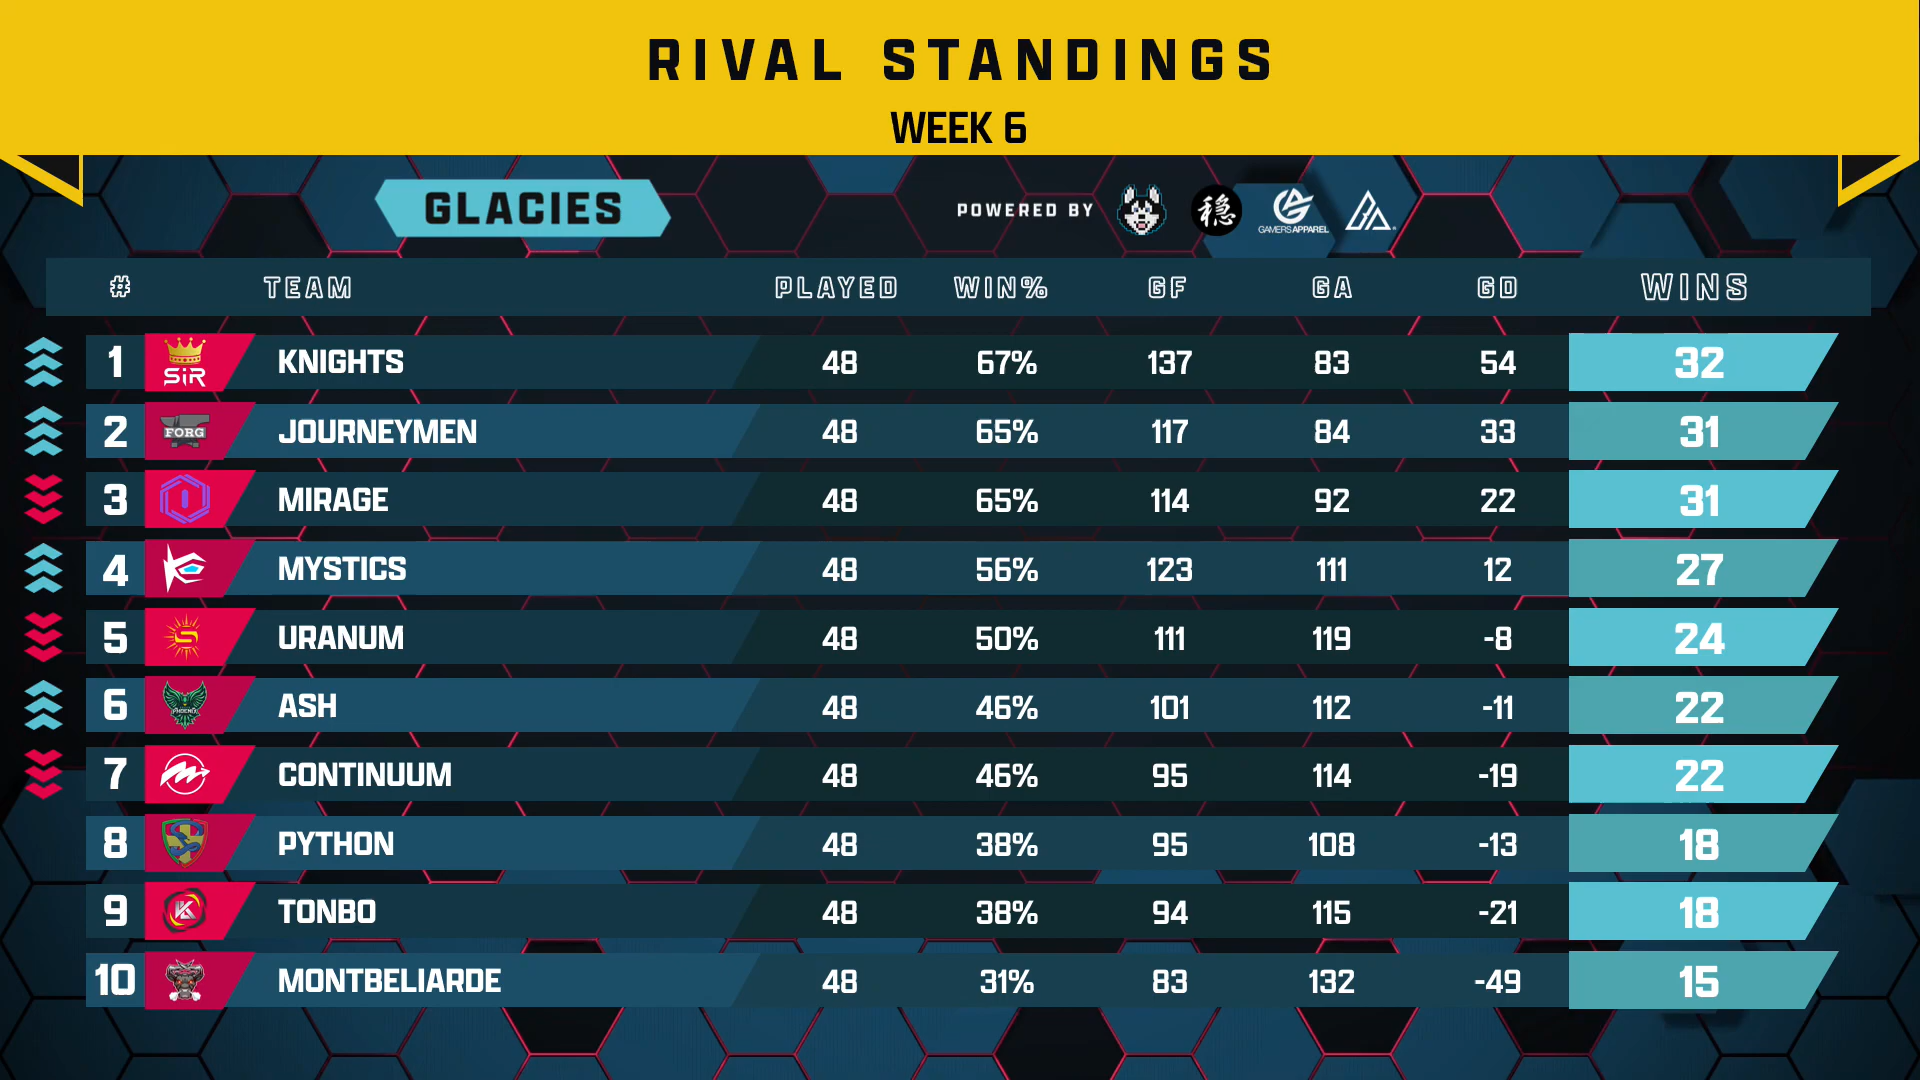 RIVAL STANDINGS
WEEK 6
GLACIES POWERED BY 穏 GAMERS APPAREL
# TEAM PLAYED WIN% GF GA GD WINS
1 SIR KNIGHTS 48 67% 137 83 54 32
2 FORG JOURNEYMEN 48 65% 117 84 33 31
3 MIRAGE 48 65% 114 92 22 31
4 MYSTICS 48 56% 123 111 12 27
5 S URANUM 48 50% 111 119 -8 24
6 ASH 48 46% 101 112 -11 22
7 CONTINUUM 48 46% 95 114 -19 22
8 PYTHON 48 38% 95 108 -13 18
9 K TONBO 48 38% 94 115 -21 18
10 MONTBELIARDE 48 31% 83 132 -49 15